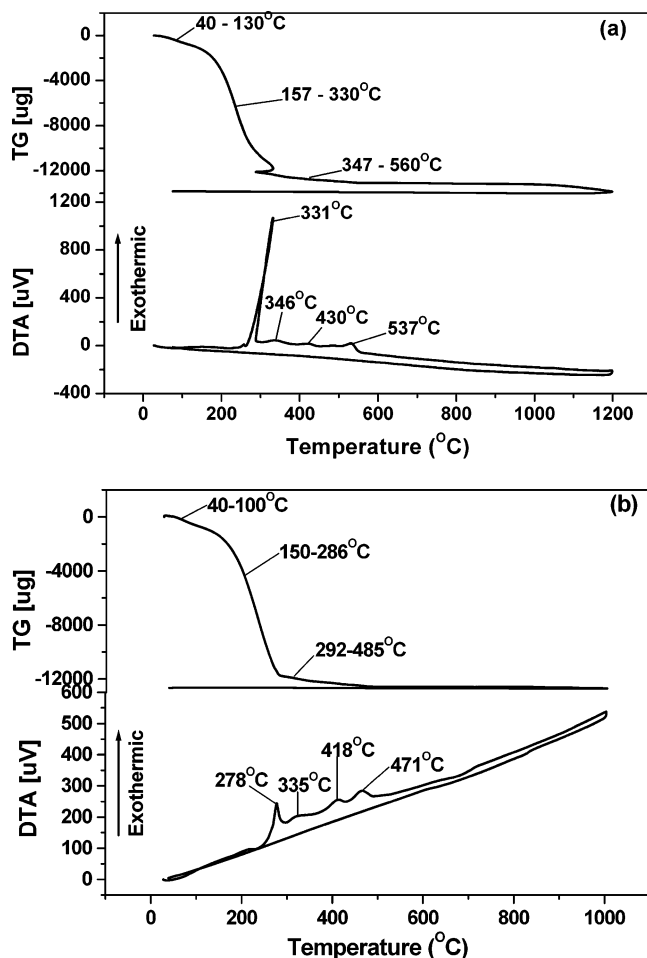 (a)
40 - 130°C
0
-4000
-8000
-12000
TG [ug]
157 - 330°C
347 - 560°C
1200
800
400
0
-400
DTA [uV]
Exothermic
331°C
346°C
430°C
537°C
0 200 400 600 800 1000 1200
Temperature (°C)
(b)
40-100°C
0
-4000
-8000
-12000
TG [ug]
150-286°C
292-485°C
600
500
400
300
200
100
0
DTA [uV]
Exothermic
278°C
335°C
418°C
471°C
0 200 400 600 800 1000
Temperature (°C)